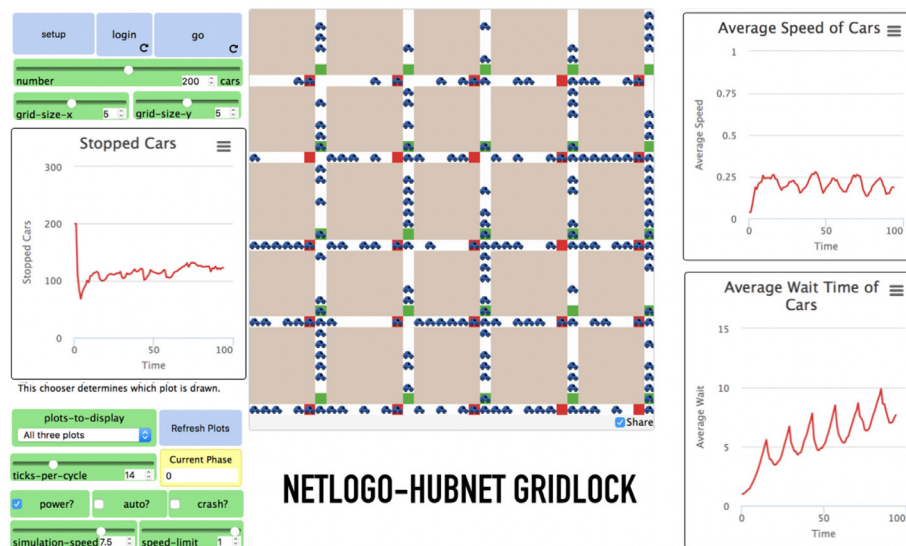 setup
login
go
number
200
cars
grid-size-x
5
grid-size-y
5
Stopped Cars
300
200
100
0
Stopped Cars
0
50
100
Time
This chooser determines which plot is drawn.
plots-to-display
All three plots
Refresh Plots
ticks-per-cycle
14
Current Phase
0
power?
auto?
crash?
simulation-speed
7.5
speed-limit
1
Share
NETLOGO-HUBNET GRIDLOCK
Average Speed of Cars
1
0.75
0.5
0.25
0
Average Speed
0
50
100
Time
Average Wait Time of
Cars
15
10
5
0
Average Wait
0
50
100
Time